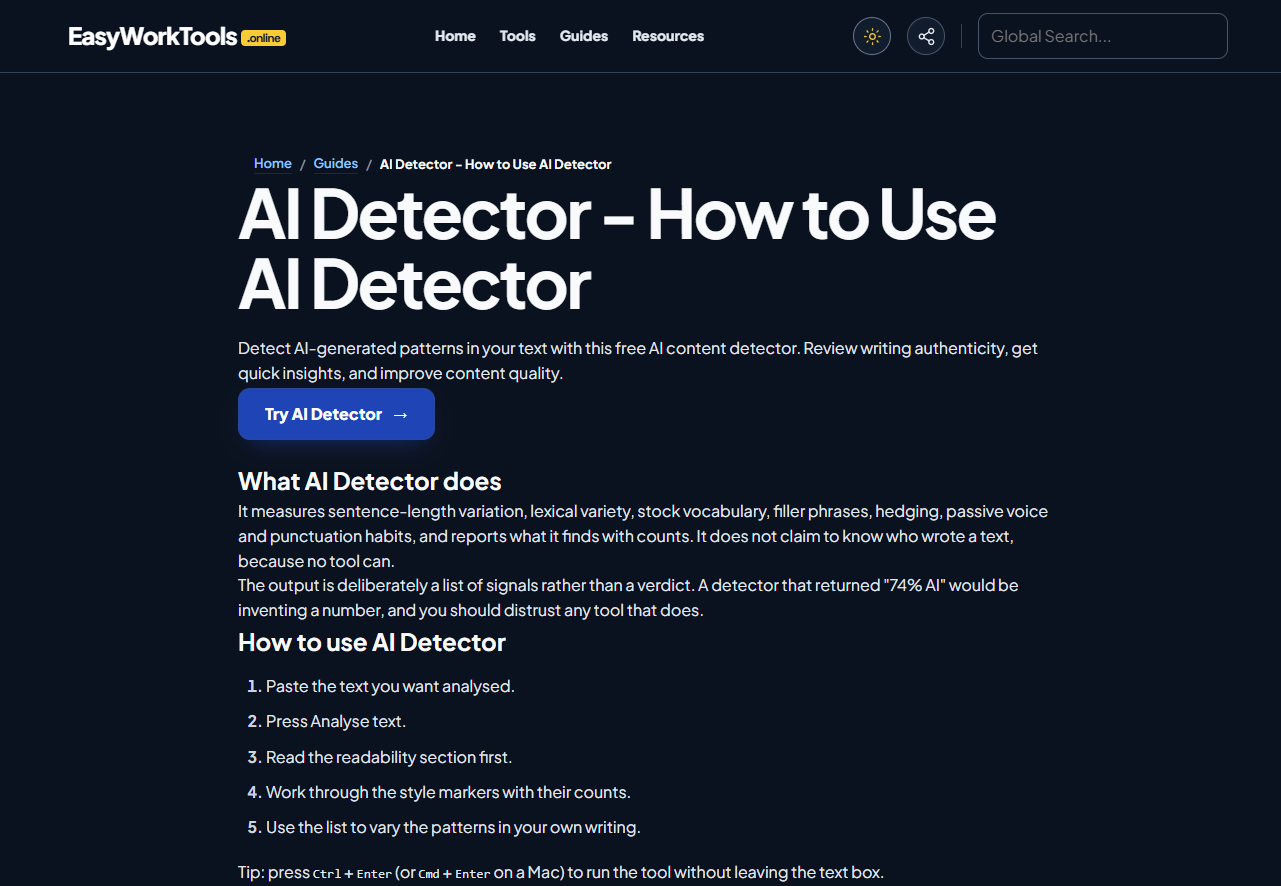 EasyWorkTools .online
Home Tools Guides Resources
Global Search...
Home / Guides / AI Detector – How to Use AI Detector
AI Detector – How to Use
AI Detector
Detect AI-generated patterns in your text with this free AI content detector. Review writing authenticity, get
quick insights, and improve content quality.
Try AI Detector →
What AI Detector does
It measures sentence-length variation, lexical variety, stock vocabulary, filler phrases, hedging, passive voice
and punctuation habits, and reports what it finds with counts. It does not claim to know who wrote a text,
because no tool can.
The output is deliberately a list of signals rather than a verdict. A detector that returned "74% AI" would be
inventing a number, and you should distrust any tool that does.
How to use AI Detector
1. Paste the text you want analysed.
2. Press Analyse text.
3. Read the readability section first.
4. Work through the style markers with their counts.
5. Use the list to vary the patterns in your own writing.
Tip: press Ctrl + Enter (or Cmd + Enter on a Mac) to run the tool without leaving the text box.